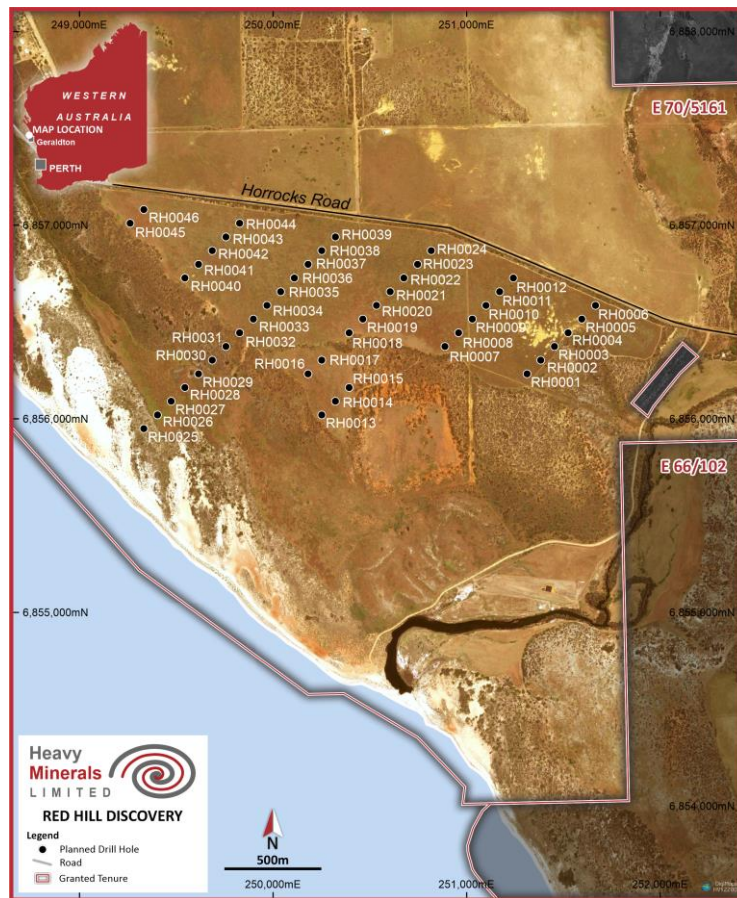 249,000mE
250,000mE
251,000mE
6,858,000mN
WESTERN
AUSTRALIA
MAP LOCATION
Geraldton
PERTH
E 70/5161
Horrocks Road
6,857,000mN
6,857,000mN
RH0046
RH0045
RH0044
RH0043
RH0042
RH0041
RH0040
RH0039
RH0038
RH0037
RH0036
RH0035
RH0034
RH0033
RH0032
RH0031
RH0030
RH0029
RH0028
RH0027
RH0026
RH0025
RH0024
RH0023
RH0022
RH0021
RH0020
RH0019
RH0018
RH0017
RH0016
RH0015
RH0014
RH0013
RH0012
RH0011
RH0010
RH0009
RH0008
RH0007
RH0006
RH0005
RH0004
RH0003
RH0002
RH0001
6,856,000mN
6,856,000mN
E 66/102
6,855,000mN
6,855,000mN
6,854,000mN
Heavy
Minerals
LIMITED
RED HILL DISCOVERY
Legend
Planned Drill Hole
Road
Granted Tenure
N
500m
250,000mE
251,000mE
252,000mE